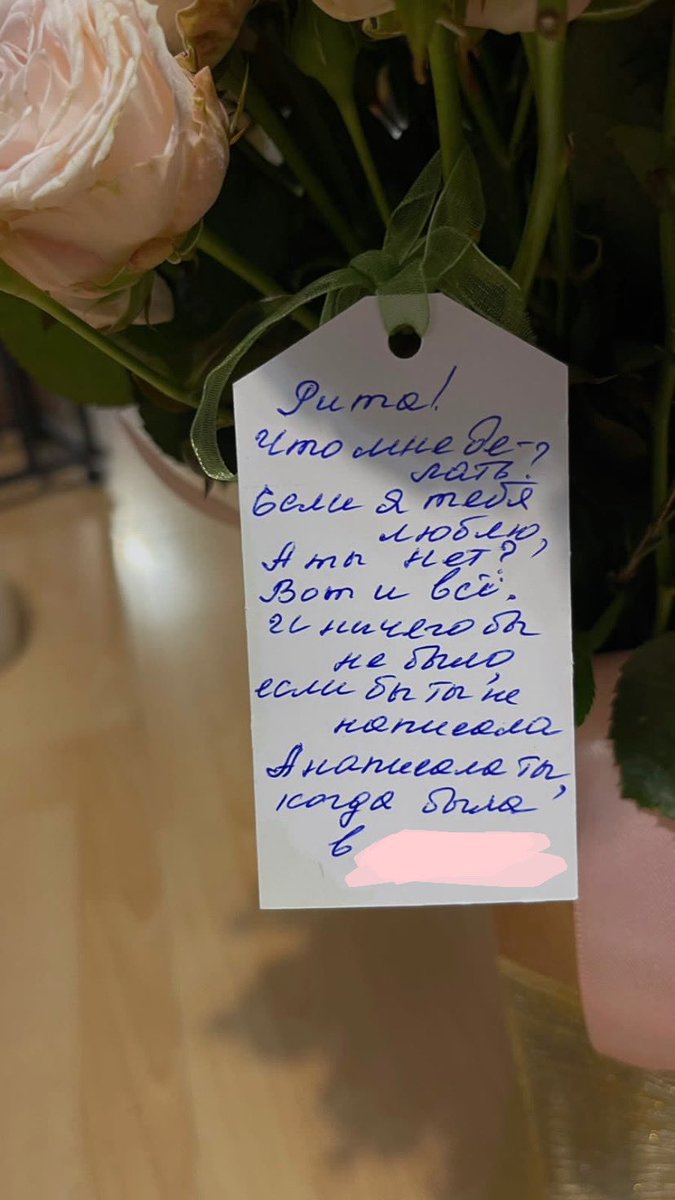 Рита!
Что мне де-
лать?
Если я тебя
люблю,
А ты нет?
Вот и всё.
И ничего бы
не было,
если бы ты не
написала
А написала ты,
когда была
в